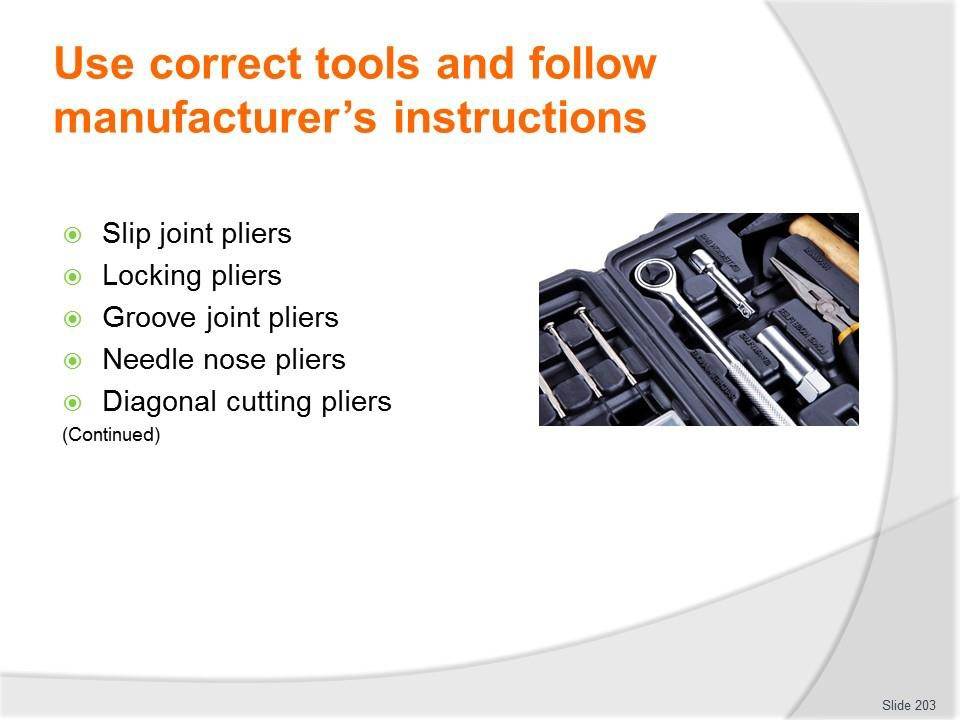 Use correct tools and follow
manufacturer’s instructions
Slip joint pliers
Locking pliers
Groove joint pliers
Needle nose pliers
Diagonal cutting pliers
(Continued)
Slide 203